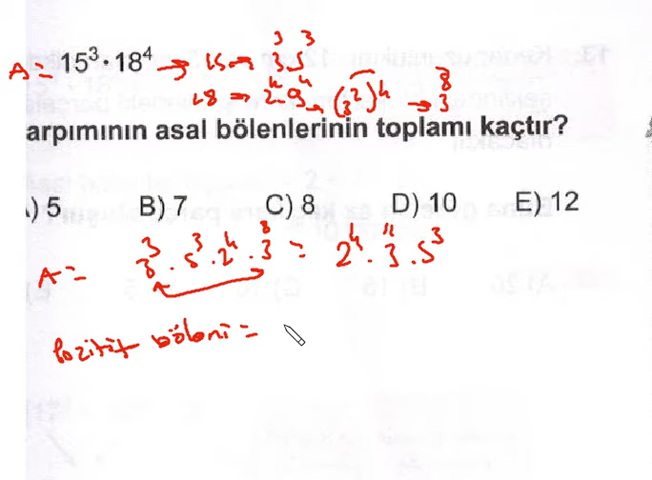 A = 15³ · 18⁴ → 15 → 3³ 5³
18 → 2⁴ 9⁴ → (3²)⁴ → 3⁸
arpımının asal bölenlerinin toplamı kaçtır?
) 5 B) 7 C) 8 D) 10 E) 12
A = 3³ . 5³ . 2⁴ . 3⁸ = 2⁴ . 3¹¹ . 5³
Pozitif böleni =